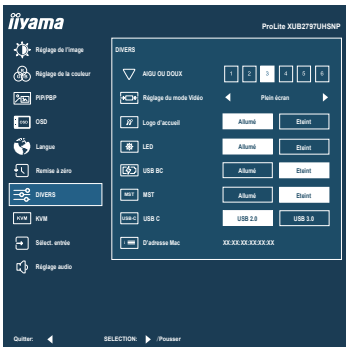 iiyama
ProLite XUB2797UHSNP
Réglage de l'image
Réglage de la couleur
PIP/PBP
OSD OSD
Langue
Remise à zéro
DIVERS
KVM KVM
Sélect. entrée
Réglage audio
DIVERS
AIGU OU DOUX 1 2 3 4 5 6
Réglage du mode Vidéo Plein écran
Logo d'accueil Allumé Eteint
LED Allumé Eteint
USB BC Allumé Eteint
MST MST Allumé Eteint
USB-C USB C USB 2.0 USB 3.0
D'adresse Mac XX:XX:XX:XX:XX:XX
Quitter: SELECTION: /Pousser